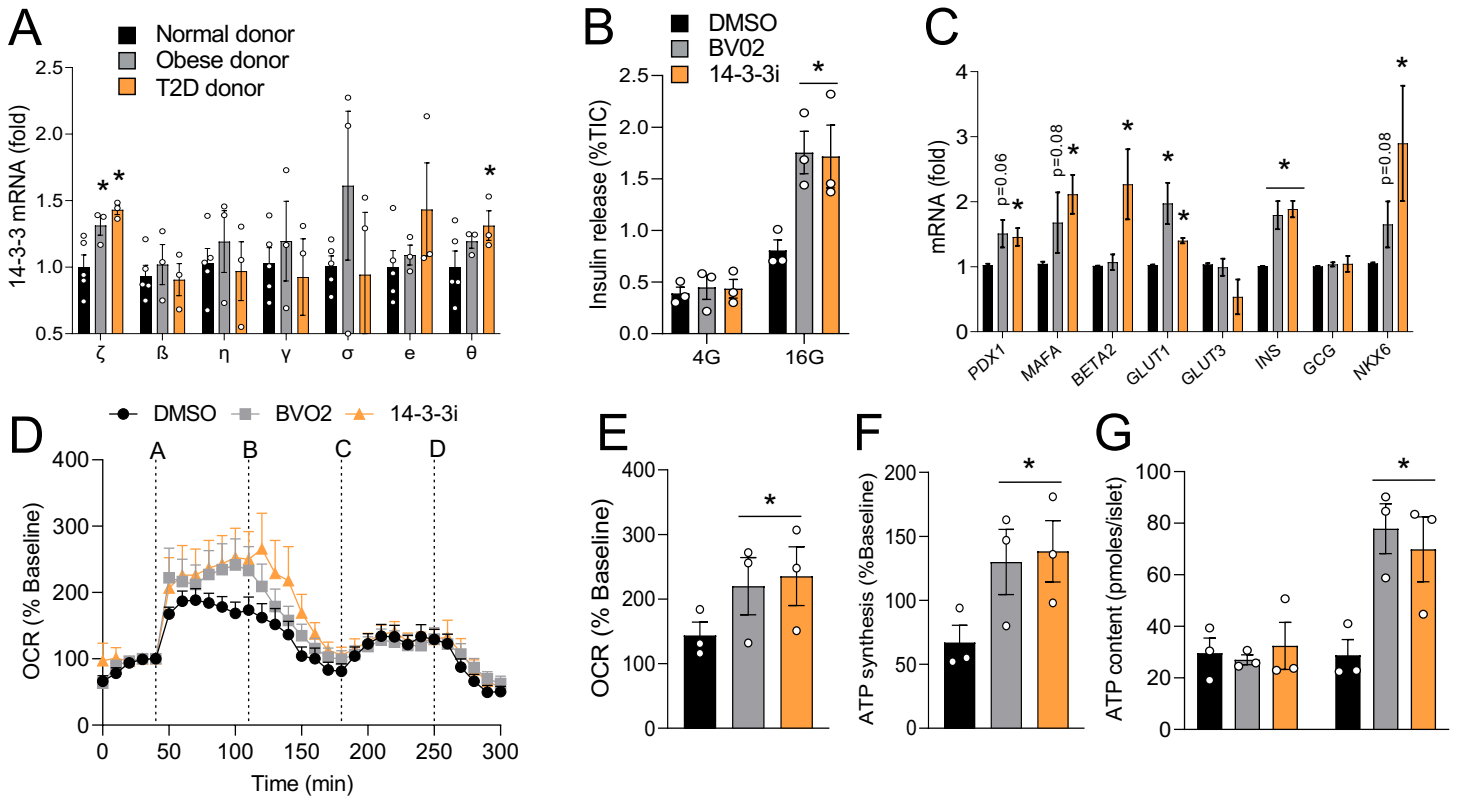 A
Normal donor
Obese donor
T2D donor
14-3-3 mRNA (fold)
2.5
2.0
1.5
1.0
0.5
* * *
ζ ß η γ σ e θ
B
DMSO
BV02
14-3-3i
Insulin release (%TIC)
2.5
2.0
1.5
1.0
0.5
0.0
*
4G 16G
C
mRNA (fold)
4
3
2
1
0
p=0.06 * p=0.08 * * * * * p=0.08 *
PDX1 MAFA BETA2 GLUT1 GLUT3 INS GCG NKX6
D
DMSO BVO2 14-3-3i
A B C D
OCR (% Baseline)
400
300
200
100
0
0 50 100 150 200 250 300
Time (min)
E
OCR (% Baseline)
400
300
200
100
0
*
F
ATP synthesis (%Baseline)
200
150
100
50
0
*
G
ATP content (pmoles/islet)
100
80
60
40
20
0
*